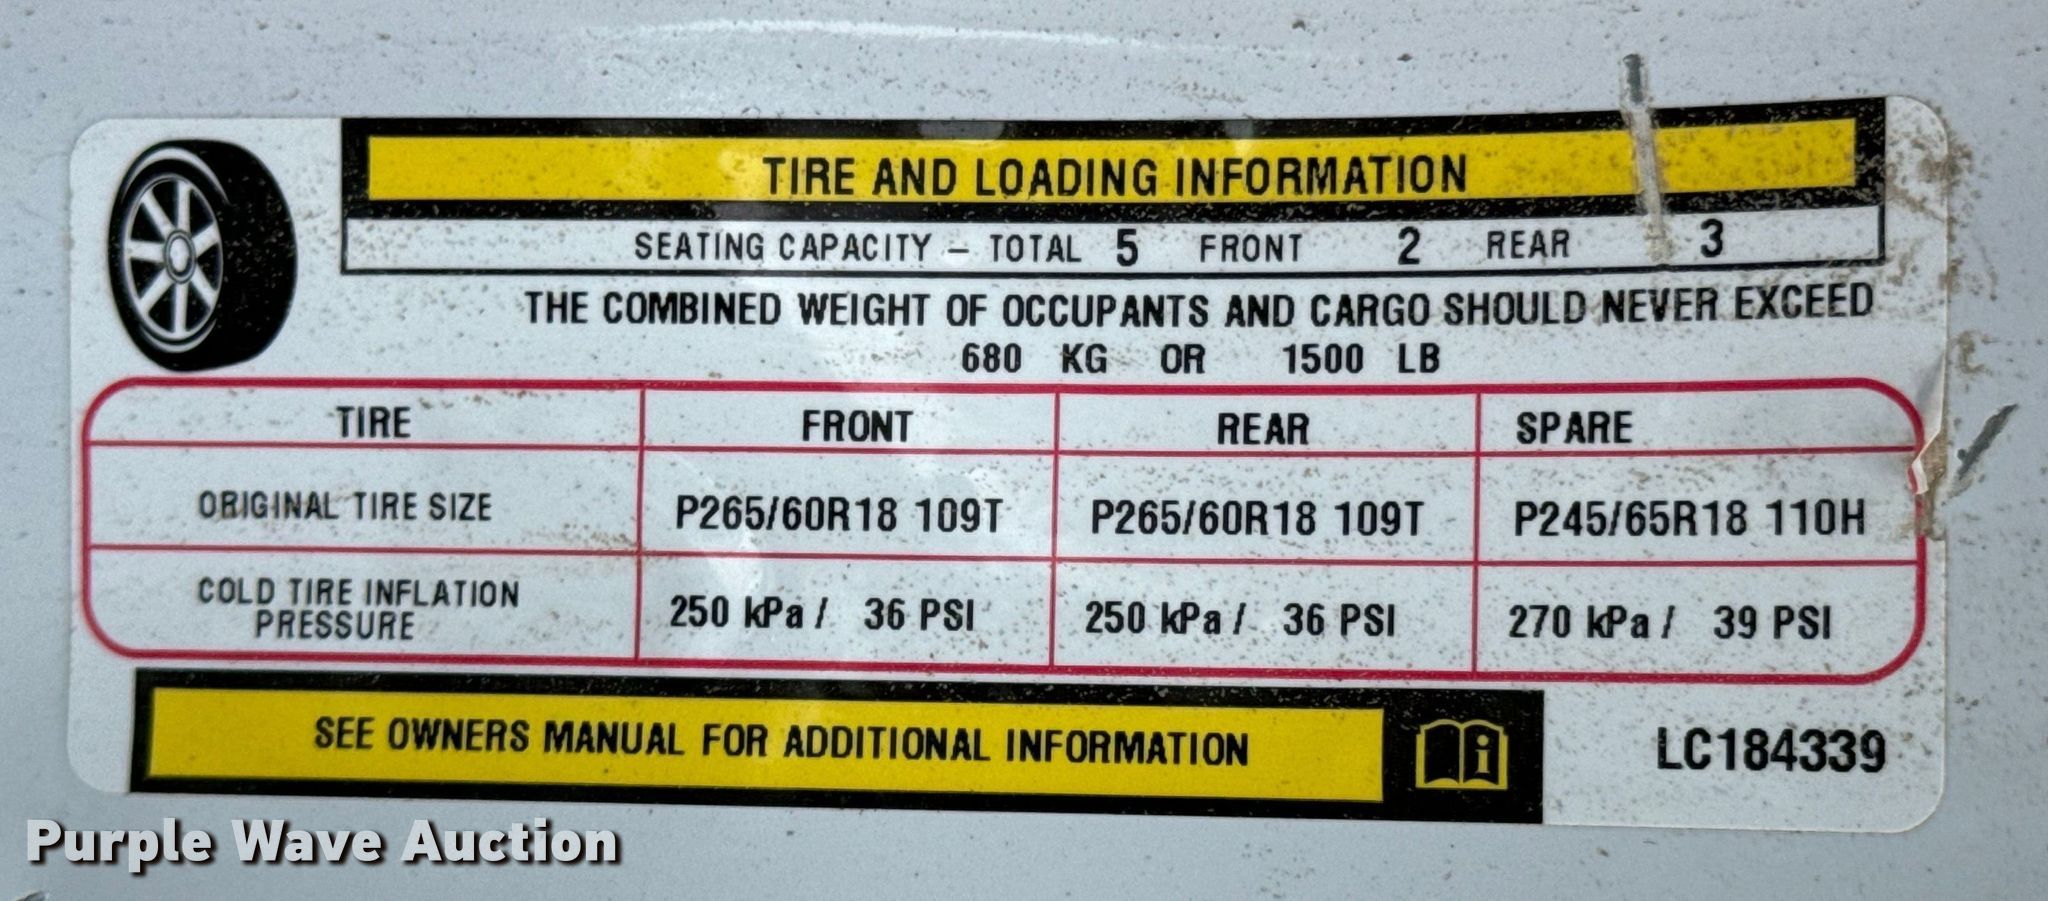 TIRE AND LOADING INFORMATION
SEATING CAPACITY – TOTAL 5 FRONT 2 REAR 3
THE COMBINED WEIGHT OF OCCUPANTS AND CARGO SHOULD NEVER EXCEED
680 KG OR 1500 LB
TIRE FRONT REAR SPARE
ORIGINAL TIRE SIZE P265/60R18 109T P265/60R18 109T P245/65R18 110H
COLD TIRE INFLATION
PRESSURE 250 kPa / 36 PSI 250 kPa / 36 PSI 270 kPa / 39 PSI
SEE OWNERS MANUAL FOR ADDITIONAL INFORMATION i LC184339
Purple Wave Auction